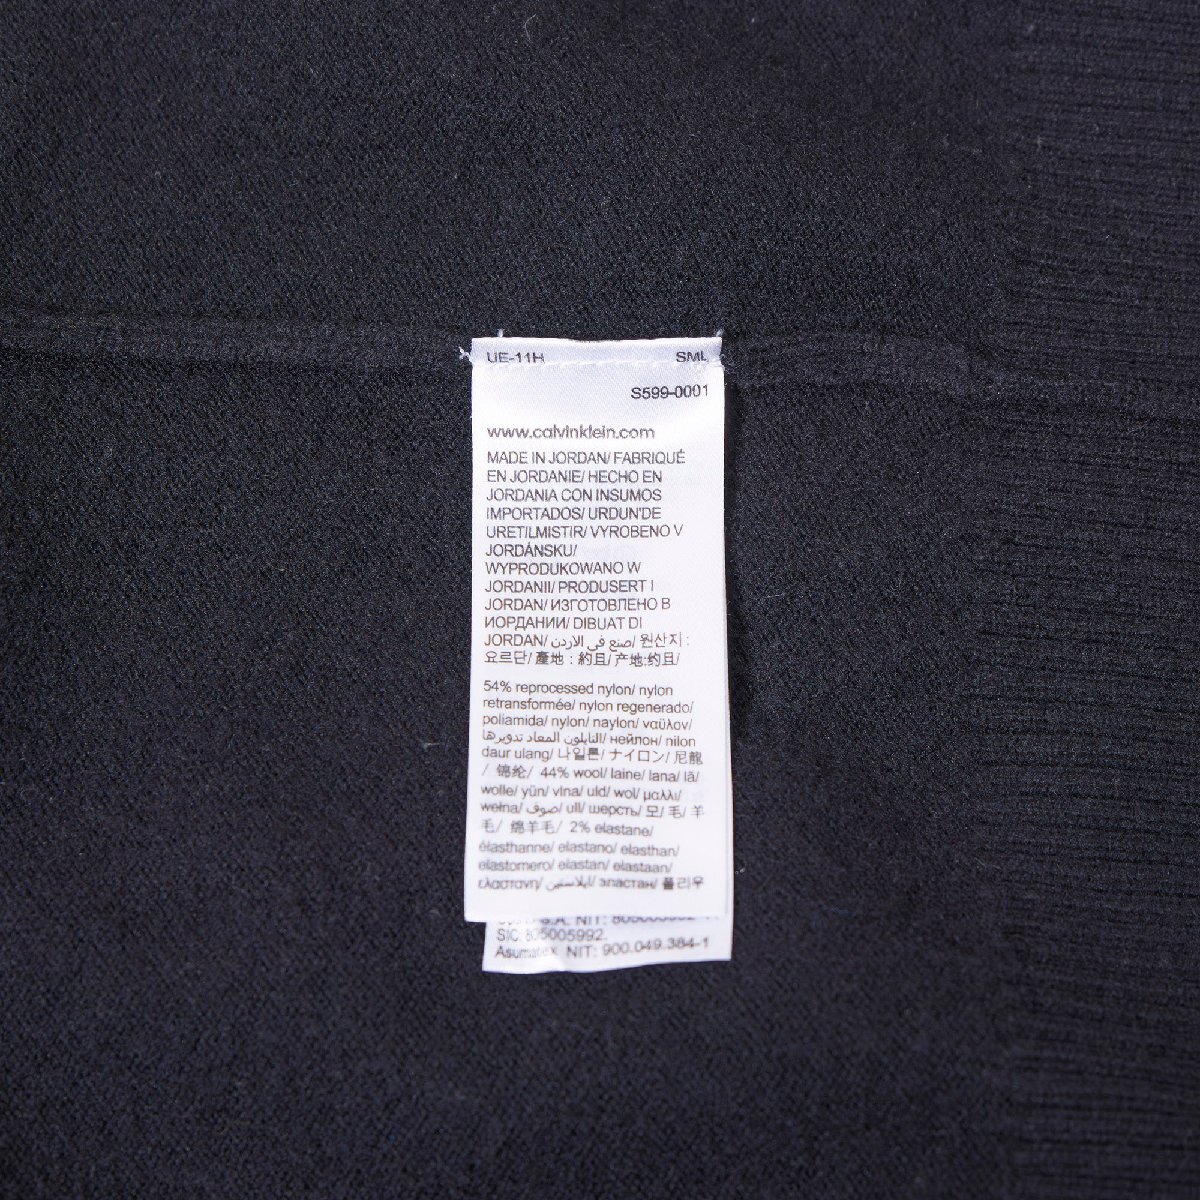 UE-11H SML
S599-0001
www.calvinklein.com
MADE IN JORDAN/ FABRIQUÉ
EN JORDANIE/ HECHO EN
JORDANIA CON INSUMOS
IMPORTADOS/ URDUN'DE
URETILMISTIR/ VYROBENO V
JORDÁNSKU/
WYPRODUKOWANO W
JORDANII/ PRODUSERT I
JORDAN/ ИЗГОТОВЛЕНО В
ИОРДАНИИ/ DIBUAT DI
JORDAN/ صنع في الاردن/ 원산지 :
요르단/ 產地 : 約旦/ 产地:约旦/
54% reprocessed nylon/ nylon
retransformée/ nylon regenerado/
poliamida/ nylon/ naylon/ ναϋλον/
النايلون المعاد تدويرها/ нейлон/ nilon
daur ulang/ 나일론/ ナイロン/ 尼龍
/ 锦纶/ 44% wool/ laine/ lana/ lã/
wolle/ yün/ vlna/ uld/ wol/ μαλλι/
wełna/ صوف/ ull/ шерсть/ 모/ 毛/ 羊
毛/ 绵羊毛/ 2% elastane/
élasthanne/ elastano/ elasthan/
elastomero/ elastan/ elastaan/
ελαστανη/ ايلاستين/ эластан/ 폴리우
S.A. NIT:
SIC: 805005992.
Asumatex NIT: 900.049.384-1